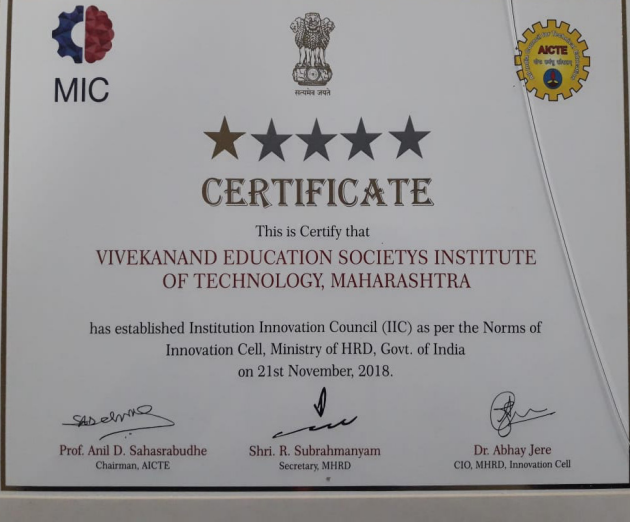 MIC
सत्यमेव जयते
AICTE
CERTIFICATE
This is Certify that
VIVEKANAND EDUCATION SOCIETYS INSTITUTE
OF TECHNOLOGY, MAHARASHTRA
has established Institution Innovation Council (IIC) as per the Norms of
Innovation Cell, Ministry of HRD, Govt. of India
on 21st November, 2018.
Prof. Anil D. Sahasrabudhe
Chairman, AICTE
Shri. R. Subrahmanyam
Secretary, MHRD
Dr. Abhay Jere
CIO, MHRD, Innovation Cell